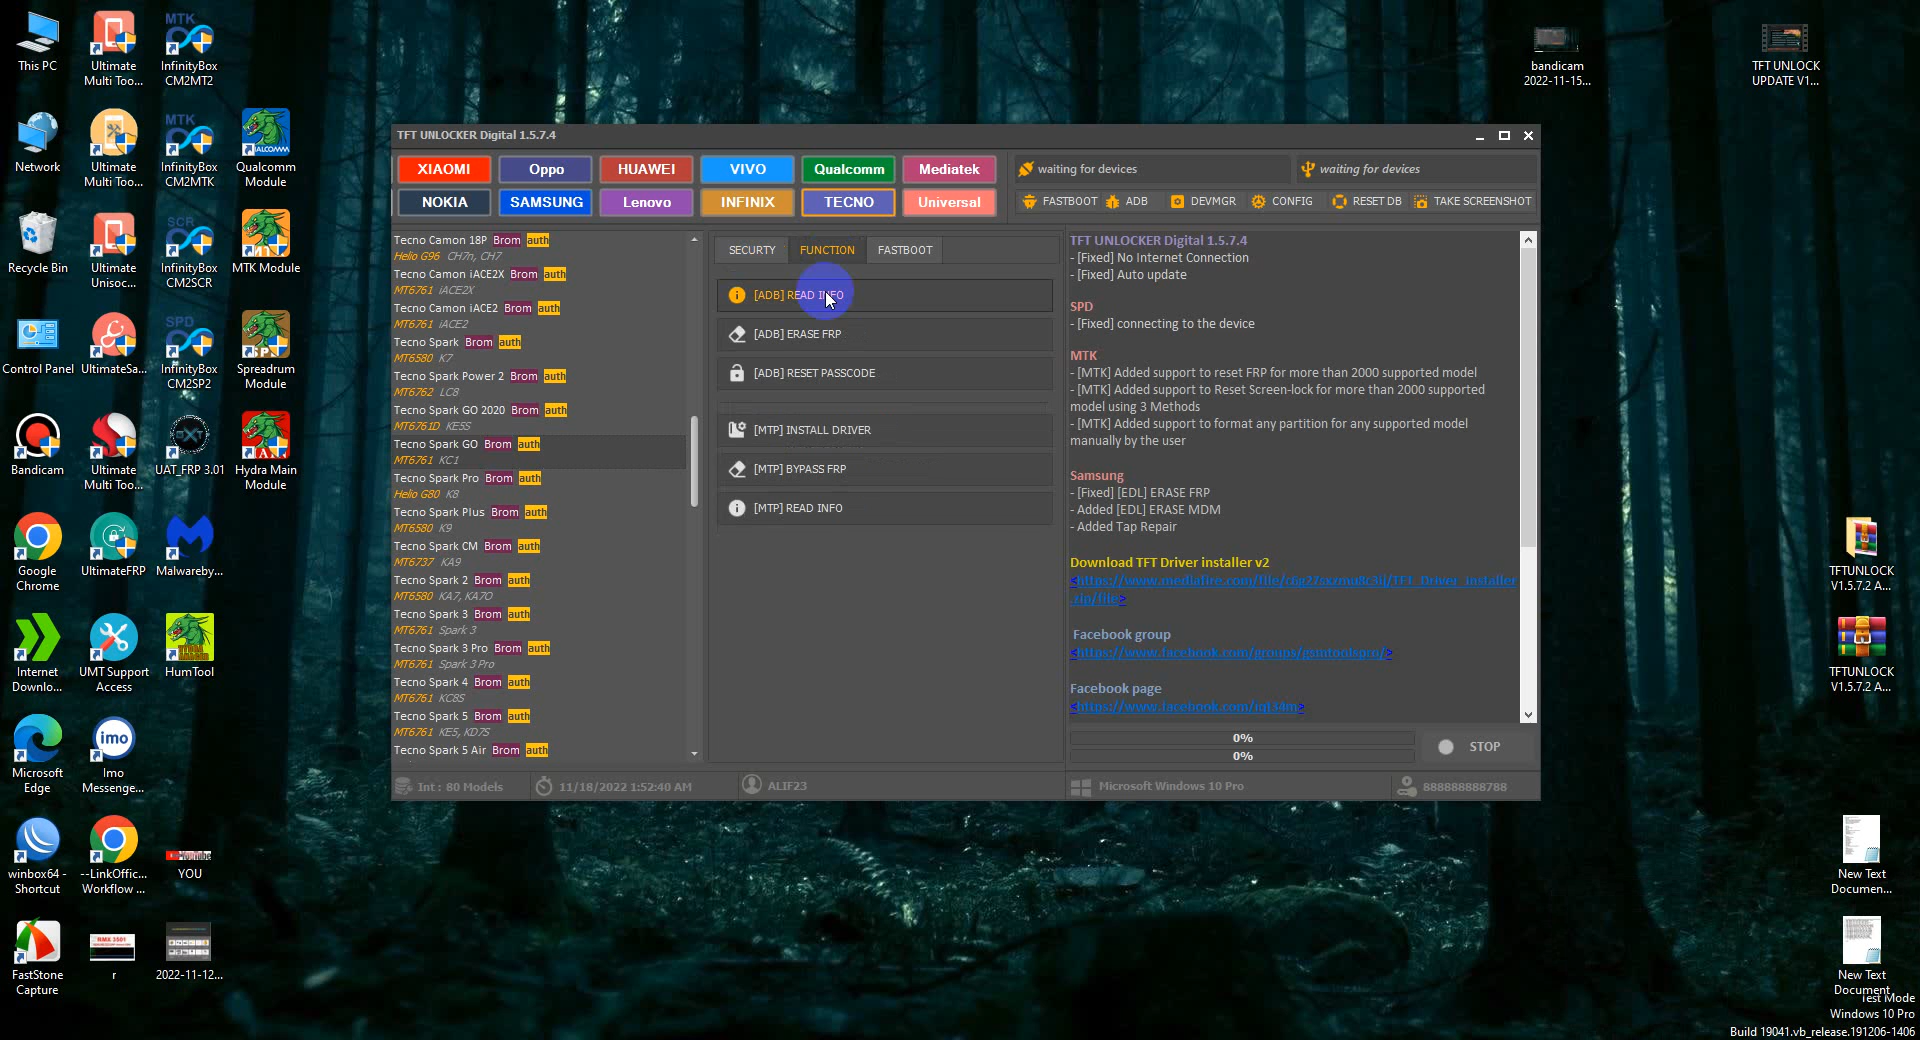 This PC
Ultimate
Multi Too...
MTK
InfinityBox
CM2MT2
bandicam
2022-11-15...
TFT UNLOCK
UPDATE V1...
Network
Ultimate
Multi Too...
MTK
InfinityBox
CM2MTK
Qualcomm
Module
Recycle Bin
Ultimate
Unisoc...
SCR
InfinityBox
CM2SCR
MTK Module
Control Panel
UltimateSa...
SPD
InfinityBox
CM2SP2
Spreadrum
Module
Bandicam
Ultimate
Multi Too...
UAT_FRP 3.01
Hydra Main
Module
Google
Chrome
UltimateFRP
Malwareby...
Internet
Downlo...
UMT Support
Access
HumTool
Microsoft
Edge
imo
Imo
Messenge...
winbox64 -
Shortcut
--LinkOffic...
Workflow ...
YOU
FastStone
Capture
RMX 3501
r
2022-11-12...
TFT UNLOCKER Digital 1.5.7.4
XIAOMI
Oppo
HUAWEI
VIVO
Qualcomm
Mediatek
NOKIA
SAMSUNG
Lenovo
INFINIX
TECNO
Universal
waiting for devices
waiting for devices
FASTBOOT
ADB
DEVMGR
CONFIG
RESET DB
TAKE SCREENSHOT
Tecno Camon 18P Brom auth
Helio G96 CH7n, CH7
Tecno Camon iACE2X Brom auth
MT6761 iACE2X
Tecno Camon iACE2 Brom auth
MT6761 iACE2
Tecno Spark Brom auth
MT6580 K7
Tecno Spark Power 2 Brom auth
MT6762 LC8
Tecno Spark GO 2020 Brom auth
MT6761D KE5S
Tecno Spark GO Brom auth
MT6761 KC1
Tecno Spark Pro Brom auth
Helio G80 K8
Tecno Spark Plus Brom auth
MT6580 K9
Tecno Spark CM Brom auth
MT6737 KA9
Tecno Spark 2 Brom auth
MT6580 KA7, KA7O
Tecno Spark 3 Brom auth
MT6761 Spark 3
Tecno Spark 3 Pro Brom auth
MT6761 Spark 3 Pro
Tecno Spark 4 Brom auth
MT6761 KC8S
Tecno Spark 5 Brom auth
MT6761 KE5, KD7S
Tecno Spark 5 Air Brom auth
SECURTY
FUNCTION
FASTBOOT
[ADB] READ INFO
[ADB] ERASE FRP
[ADB] RESET PASSCODE
[MTP] INSTALL DRIVER
[MTP] BYPASS FRP
[MTP] READ INFO
TFT UNLOCKER Digital 1.5.7.4
- [Fixed] No Internet Connection
- [Fixed] Auto update
SPD
- [Fixed] connecting to the device
MTK
- [MTK] Added support to reset FRP for more than 2000 supported model
- [MTK] Added support to Reset Screen-lock for more than 2000 supported
model using 3 Methods
- [MTK] Added support to format any partition for any supported model
manually by the user
Samsung
- [Fixed] [EDL] ERASE FRP
- Added [EDL] ERASE MDM
- Added Tap Repair
Download TFT Driver installer v2
<https://www.mediafire.com/file/c6g27sxzmu8c3ij/TFT_Driver_installer
.zip/file>
Facebook group
<https://www.facebook.com/groups/gsmtoolspro/>
Facebook page
<https://www.facebook.com/iqt34m>
0%
0%
STOP
Int : 80 Models
11/18/2022 1:52:40 AM
ALIF23
Microsoft Windows 10 Pro
888888888788
TFTUNLOCK
V1.5.7.2 A...
TFTUNLOCK
V1.5.7.2 A...
New Text
Documen...
New Text
Document
Test Mode
Windows 10 Pro
Build 19041.vb_release.191206-1406